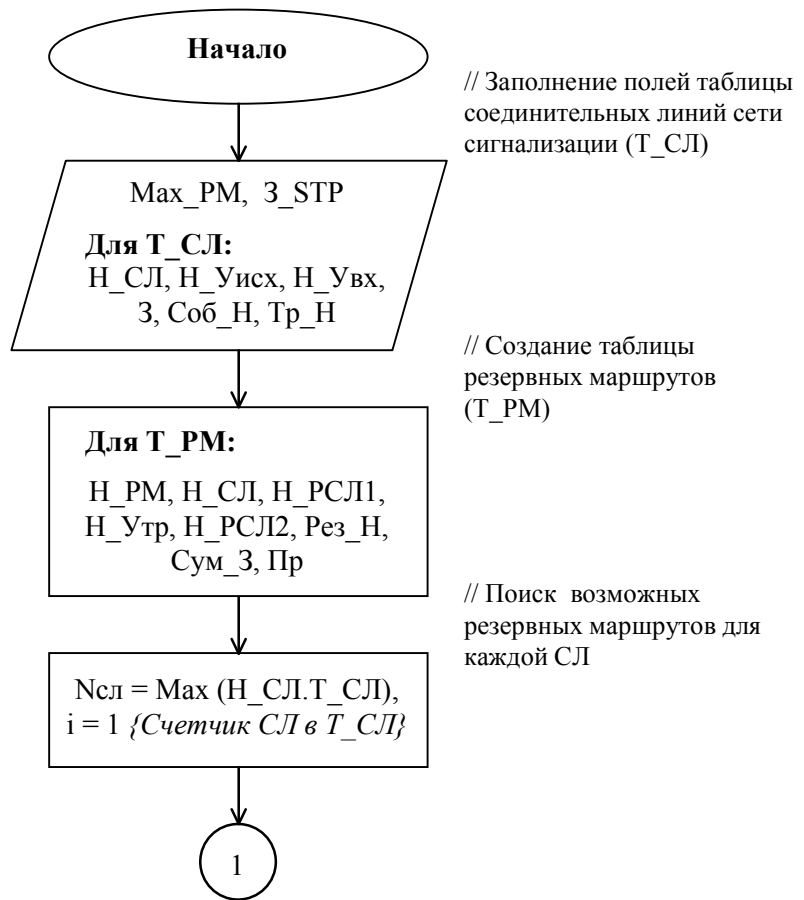 Начало
// Заполнение полей таблицы
соединительных линий сети
сигнализации (Т_СЛ)
Max_РМ, З_STP
Для Т_СЛ:
Н_СЛ, Н_Уисх, Н_Увх,
З, Соб_Н, Тр_Н
// Создание таблицы
резервных маршрутов
(Т_РМ)
Для Т_РМ:
Н_РМ, Н_СЛ, Н_РСЛ1,
Н_Утр, Н_РСЛ2, Рез_Н,
Сум_З, Пр
// Поиск возможных
резервных маршрутов для
каждой СЛ
Nсл = Max (Н_СЛ.Т_СЛ),
i = 1 {Счетчик СЛ в Т_СЛ}
1